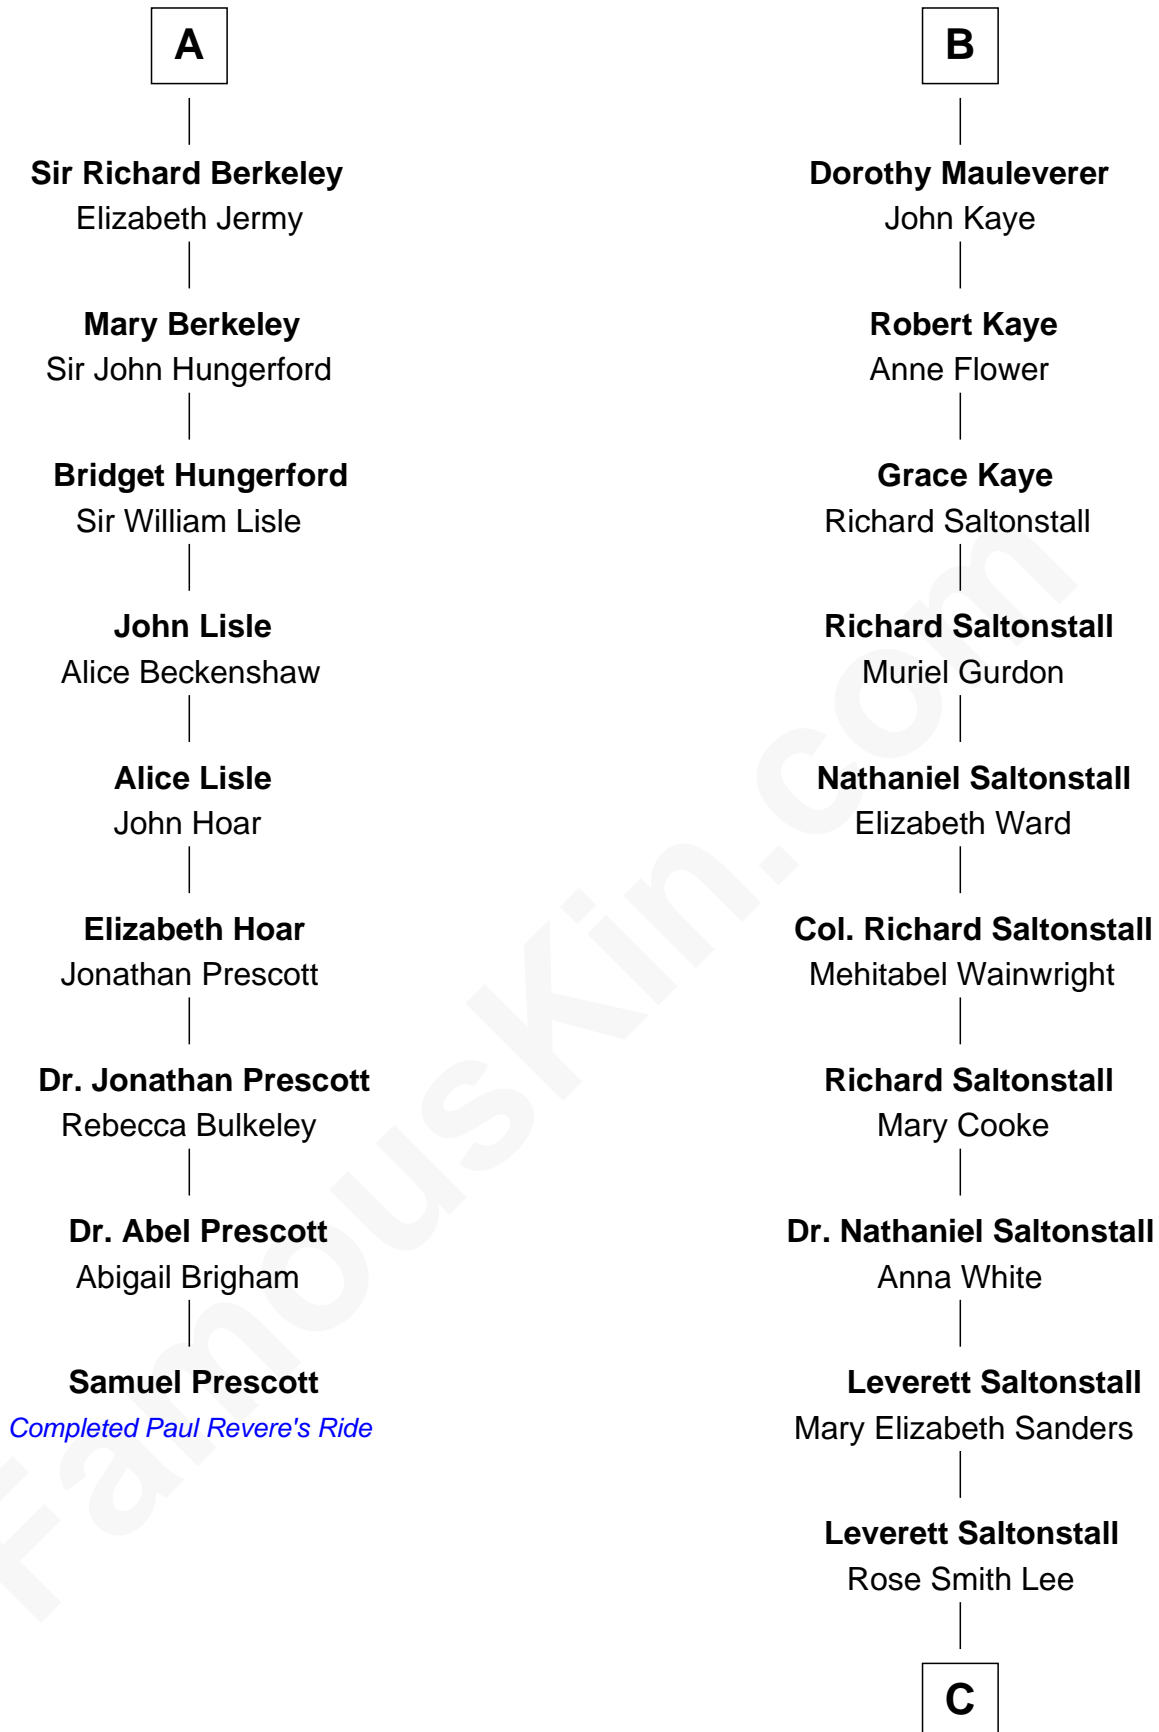 A
Sir Richard Berkeley
Elizabeth Jermy
Mary Berkeley
Sir John Hungerford
Bridget Hungerford
Sir William Lisle
John Lisle
Alice Beckenshaw
Alice Lisle
John Hoar
Elizabeth Hoar
Jonathan Prescott
Dr. Jonathan Prescott
Rebecca Bulkeley
Dr. Abel Prescott
Abigail Brigham
Samuel Prescott
Completed Paul Revere's Ride
B
Dorothy Mauleverer
John Kaye
Robert Kaye
Anne Flower
Grace Kaye
Richard Saltonstall
Richard Saltonstall
Muriel Gurdon
Nathaniel Saltonstall
Elizabeth Ward
Col. Richard Saltonstall
Mehitabel Wainwright
Richard Saltonstall
Mary Cooke
Dr. Nathaniel Saltonstall
Anna White
Leverett Saltonstall
Mary Elizabeth Sanders
Leverett Saltonstall
Rose Smith Lee
C
FamousKin.com